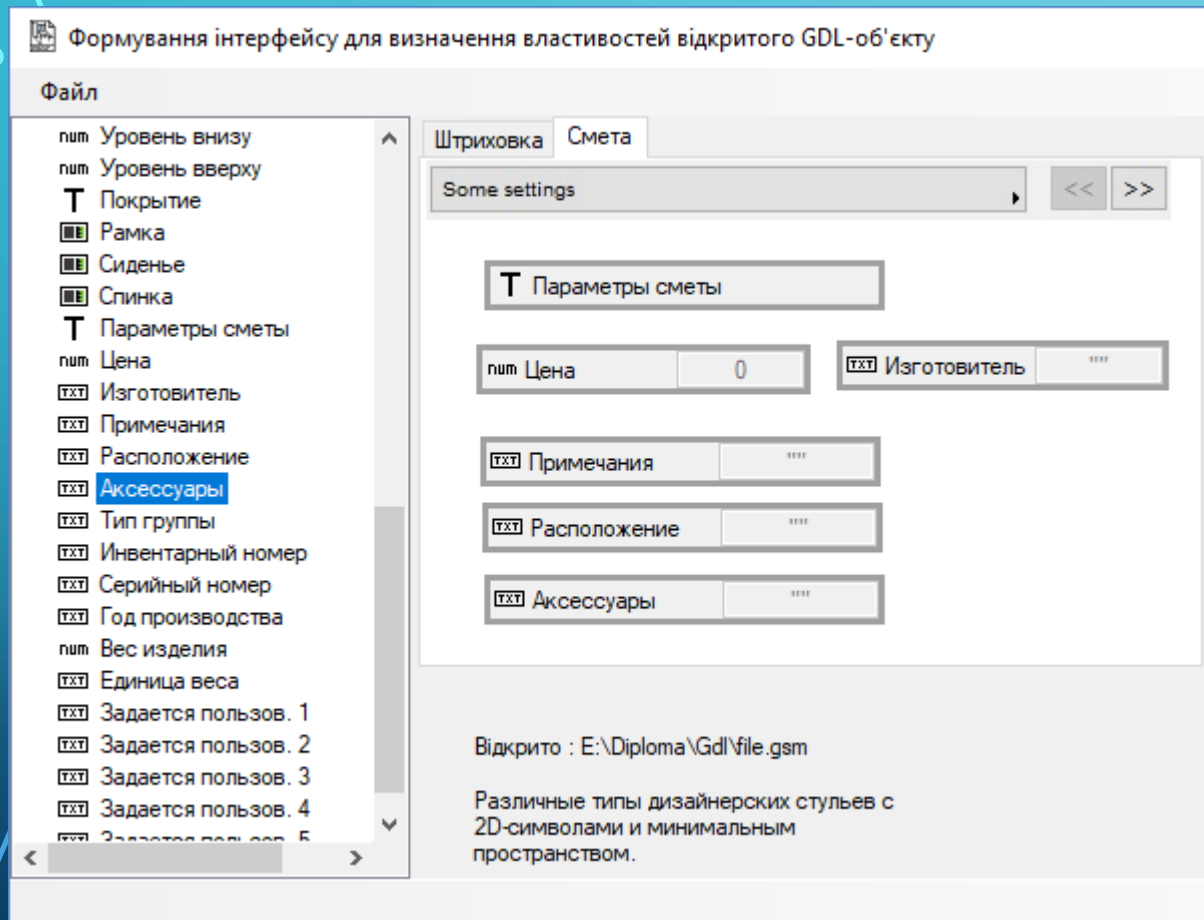 Формування інтерфейсу для визначення властивостей відкритого GDL-об'єкту
Файл
num Уровень внизу
num Уровень вверху
T Покрытие
Рамка
Сиденье
Спинка
T Параметры сметы
num Цена
TXT Изготовитель
TXT Примечания
TXT Расположение
TXT Аксессуары
TXT Тип группы
TXT Инвентарный номер
TXT Серийный номер
TXT Год производства
num Вес изделия
TXT Единица веса
TXT Задается пользов. 1
TXT Задается пользов. 2
TXT Задается пользов. 3
TXT Задается пользов. 4
TXT Задается пользов. 5
Штриховка Смета
Some settings << >>
T Параметры сметы
num Цена 0 TXT Изготовитель ""
TXT Примечания ""
TXT Расположение ""
TXT Аксессуары ""
Відкрито : E:\Diploma\Gdl\file.gsm
Различные типы дизайнерских стульев с
2D-символами и минимальным
пространством.